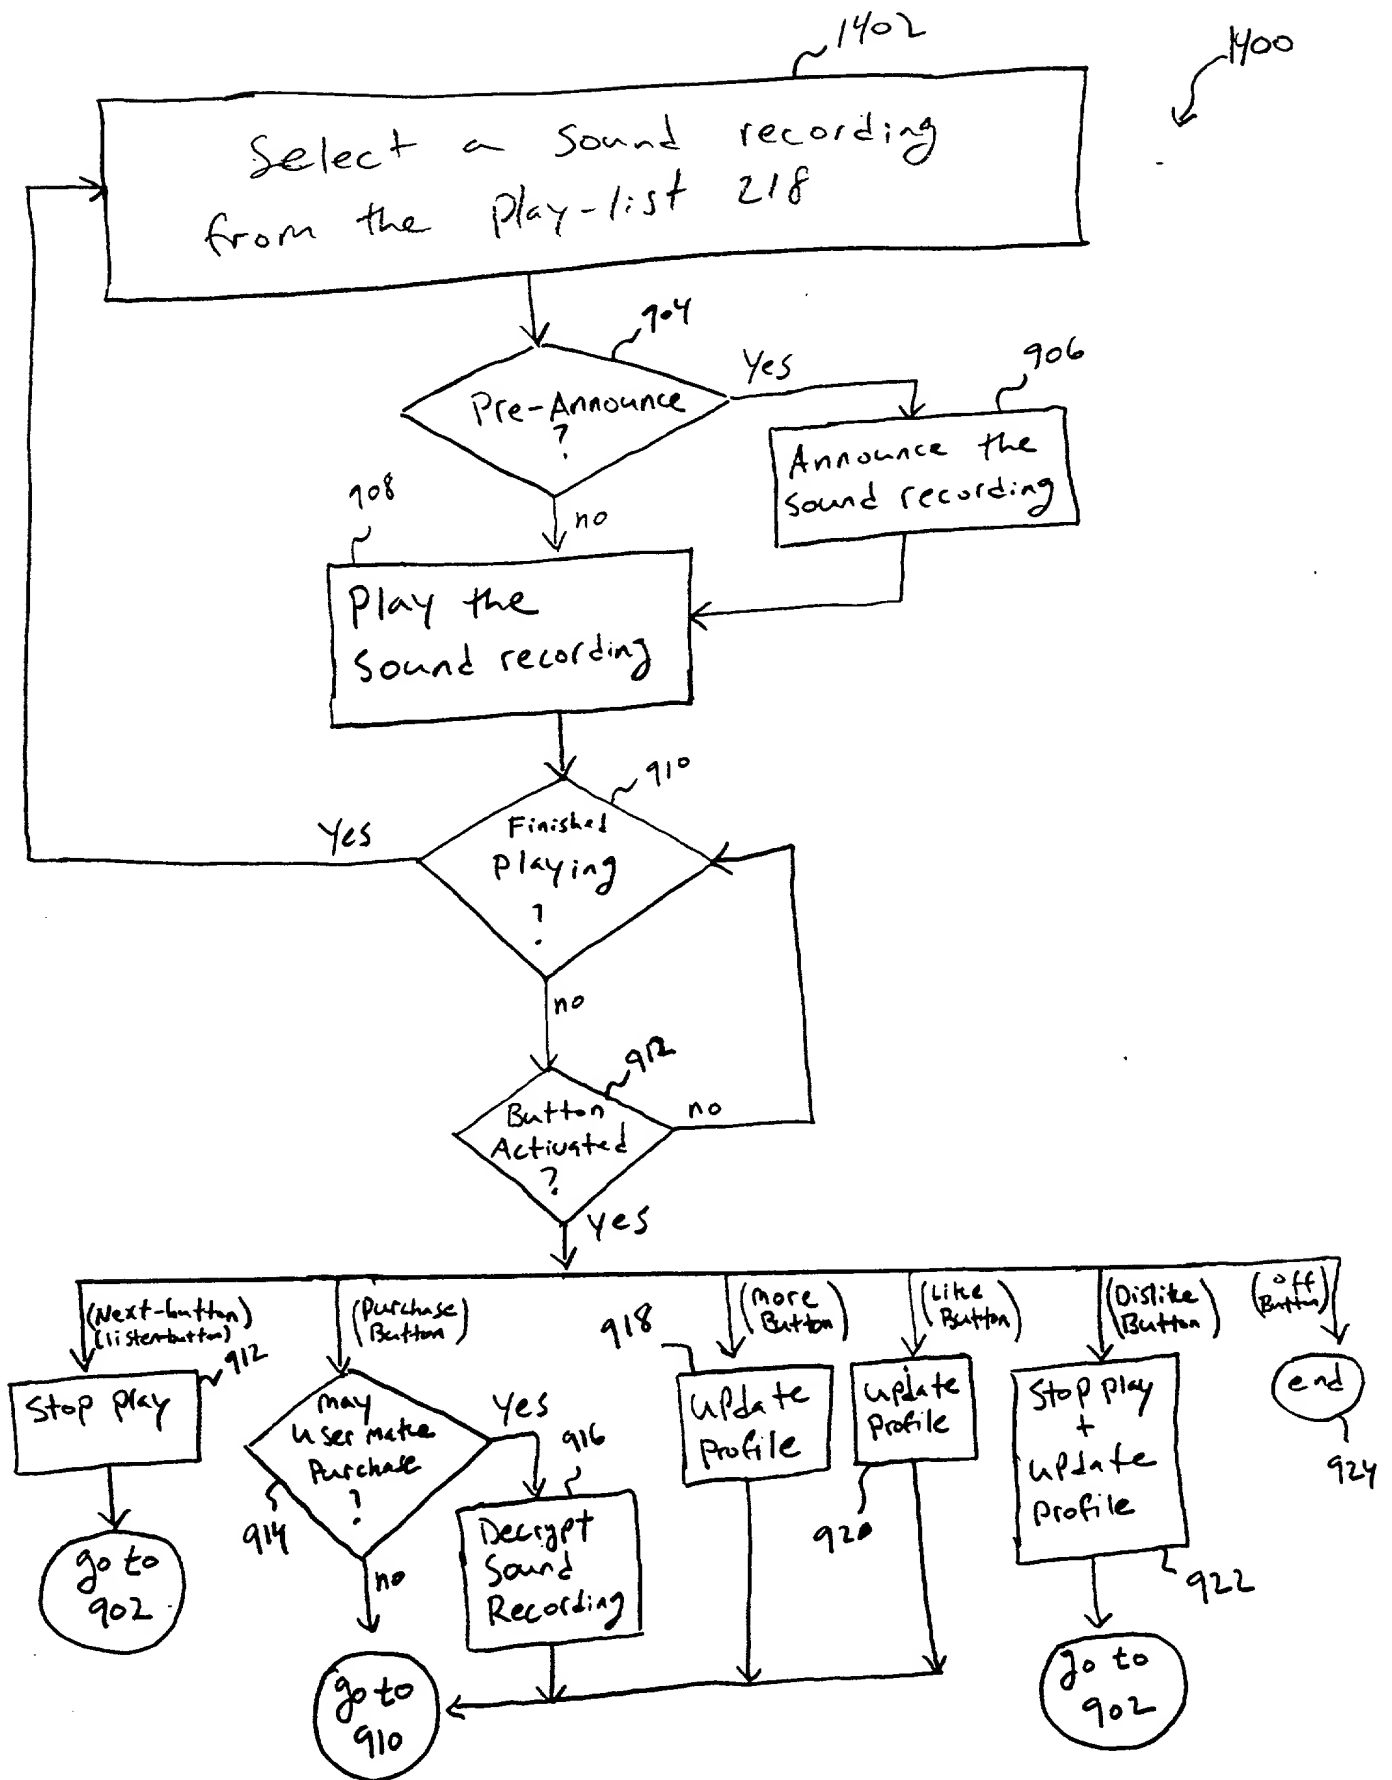 1402
1400
Select a sound recording
from the play-list 218
904
Yes
906
Pre-Announce
?
Announce the
sound recording
908
no
Play the
sound recording
910
Yes
Finished
playing
?
no
912
Button
Activated
?
no
yes
(Next-button)
(listen button)
(Purchase
Button)
(more
Button)
(Like
Button)
(Dislike
Button)
(off
Button)
912
918
Stop play
may
user make
Purchase
?
Yes
916
914
no
Decrypt
Sound
Recording
update
profile
update
profile
920
Stop play
+
update
profile
922
end
924
go to
902
go to
910
go to
902